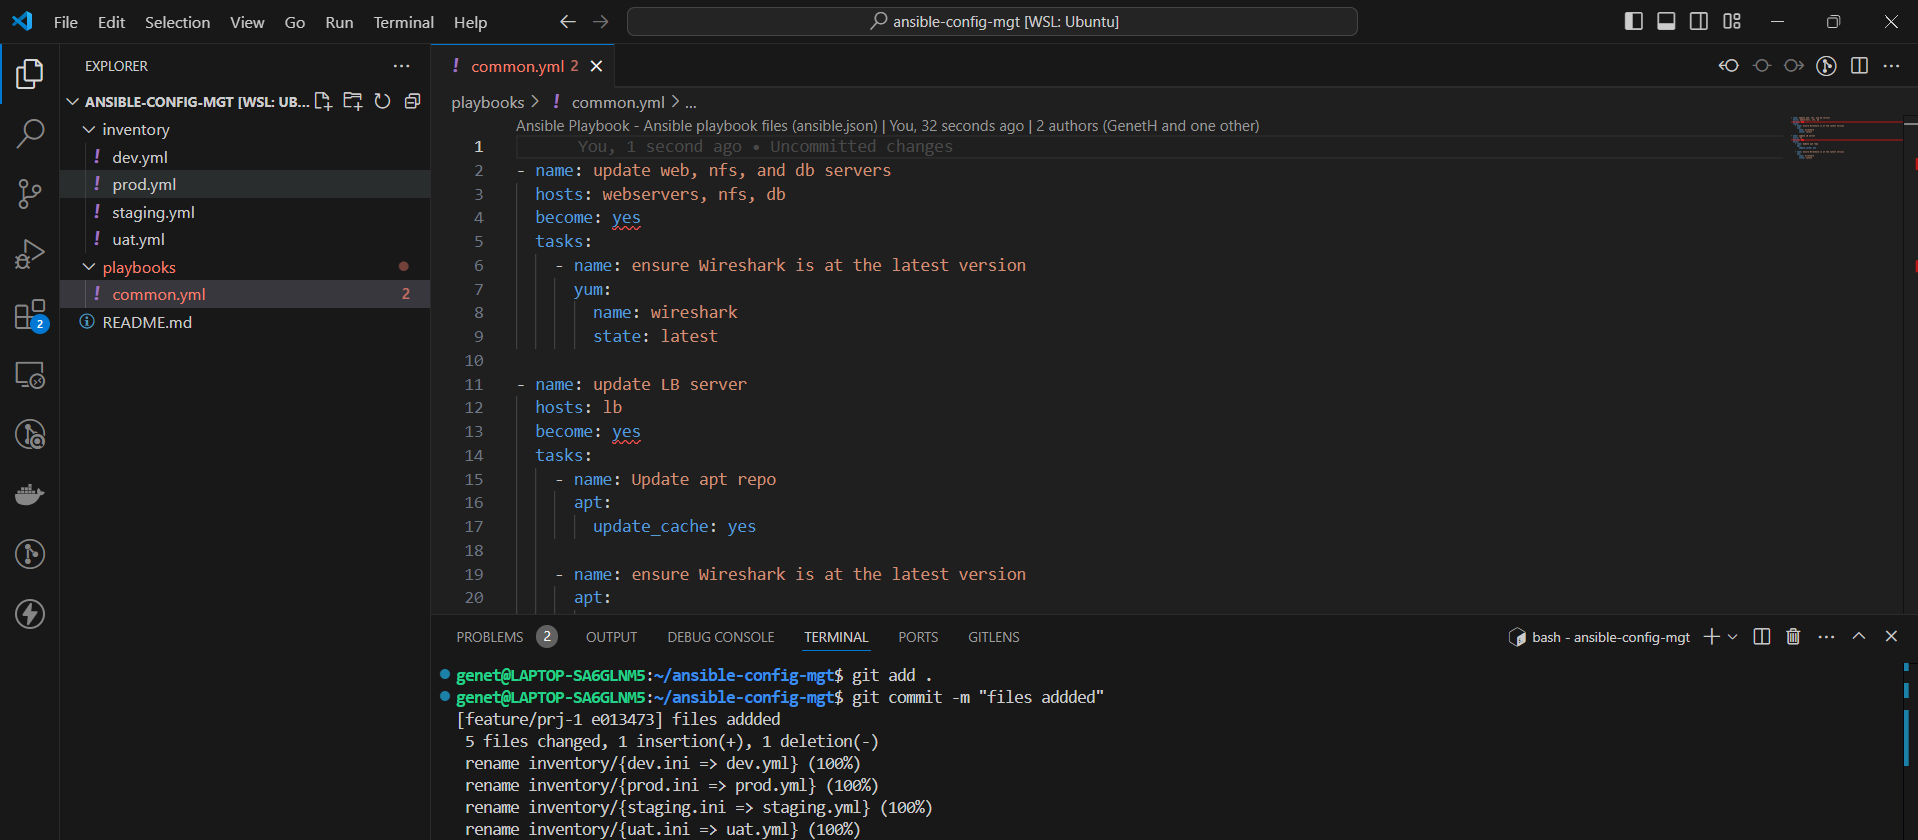 File Edit Selection View Go Run Terminal Help
ansible-config-mgt [WSL: Ubuntu]
EXPLORER
ANSIBLE-CONFIG-MGT [WSL: UB...
inventory
! dev.yml
! prod.yml
! staging.yml
! uat.yml
playbooks
! common.yml 2
README.md
2
! common.yml 2
playbooks > ! common.yml > ...
Ansible Playbook - Ansible playbook files (ansible.json) | You, 32 seconds ago | 2 authors (GenetH and one other)
1 You, 1 second ago • Uncommitted changes
2 - name: update web, nfs, and db servers
3 hosts: webservers, nfs, db
4 become: yes
5 tasks:
6 - name: ensure Wireshark is at the latest version
7 yum:
8 name: wireshark
9 state: latest
10
11 - name: update LB server
12 hosts: lb
13 become: yes
14 tasks:
15 - name: Update apt repo
16 apt:
17 update_cache: yes
18
19 - name: ensure Wireshark is at the latest version
20 apt:
PROBLEMS 2 OUTPUT DEBUG CONSOLE TERMINAL PORTS GITLENS
bash - ansible-config-mgt
genet@LAPTOP-SA6GLNM5:~/ansible-config-mgt$ git add .
genet@LAPTOP-SA6GLNM5:~/ansible-config-mgt$ git commit -m "files addded"
[feature/prj-1 e013473] files addded
5 files changed, 1 insertion(+), 1 deletion(-)
rename inventory/{dev.ini => dev.yml} (100%)
rename inventory/{prod.ini => prod.yml} (100%)
rename inventory/{staging.ini => staging.yml} (100%)
rename inventory/{uat.ini => uat.yml} (100%)